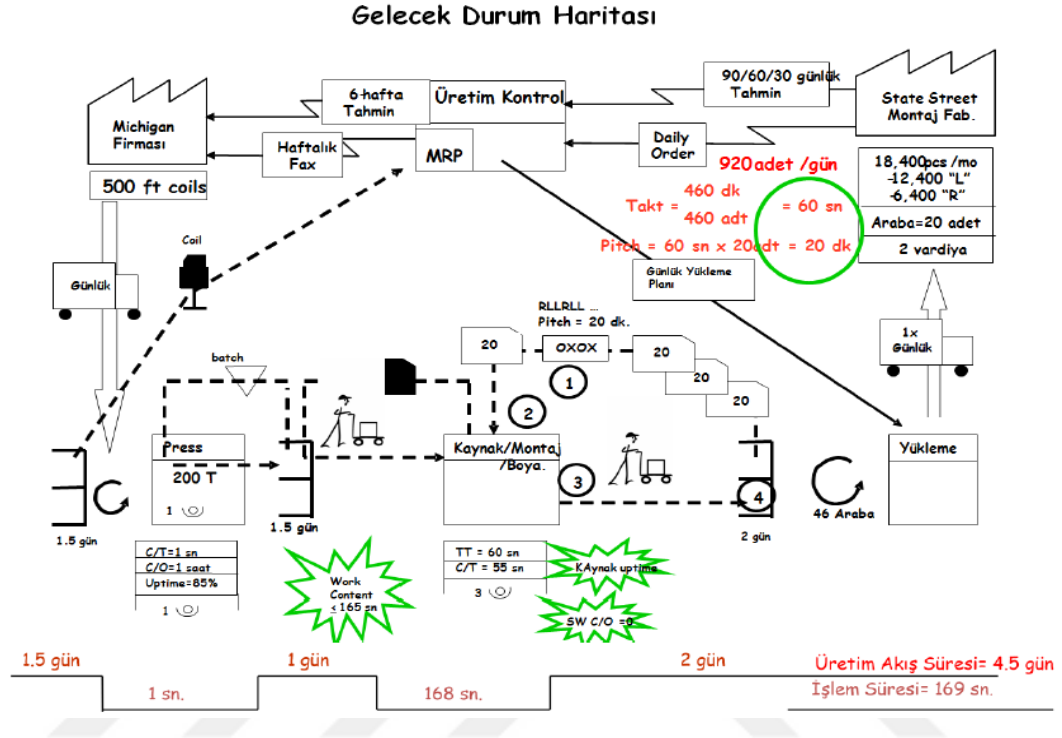 Gelecek Durum Haritası
Michigan
Firması
6-hafta
Tahmin
Haftalık
Fax
Üretim Kontrol
MRP
90/60/30 günlük
Tahmin
Daily
Order
State Street
Montaj Fab.
500 ft coils
920 adet /gün
Takt =
460 dk
460 adt
= 60 sn
Pitch = 60 sn x 20adt = 20 dk
18,400pcs /mo
-12,400 “L”
-6,400 “R”
Araba=20 adet
2 vardiya
Coil
Günlük
Günlük Yükleme
Planı
RLLRLL ...
Pitch = 20 dk.
20
OXOX
20
20
20
1x
Günlük
batch
1
2
Press
200 T
1
Kaynak/Montaj
/Boya.
3
4
Yükleme
46 Araba
1.5 gün
1.5 gün
2 gün
C/T=1 sn
C/O=1 saat
Uptime=85%
1
Work
Content
≤ 165 sn
TT = 60 sn
C/T = 55 sn
3
KAynak uptime
SW C/O =0
1.5 gün
1 gün
2 gün
Üretim Akış Süresi= 4.5 gün
1 sn.
168 sn.
İşlem Süresi= 169 sn.